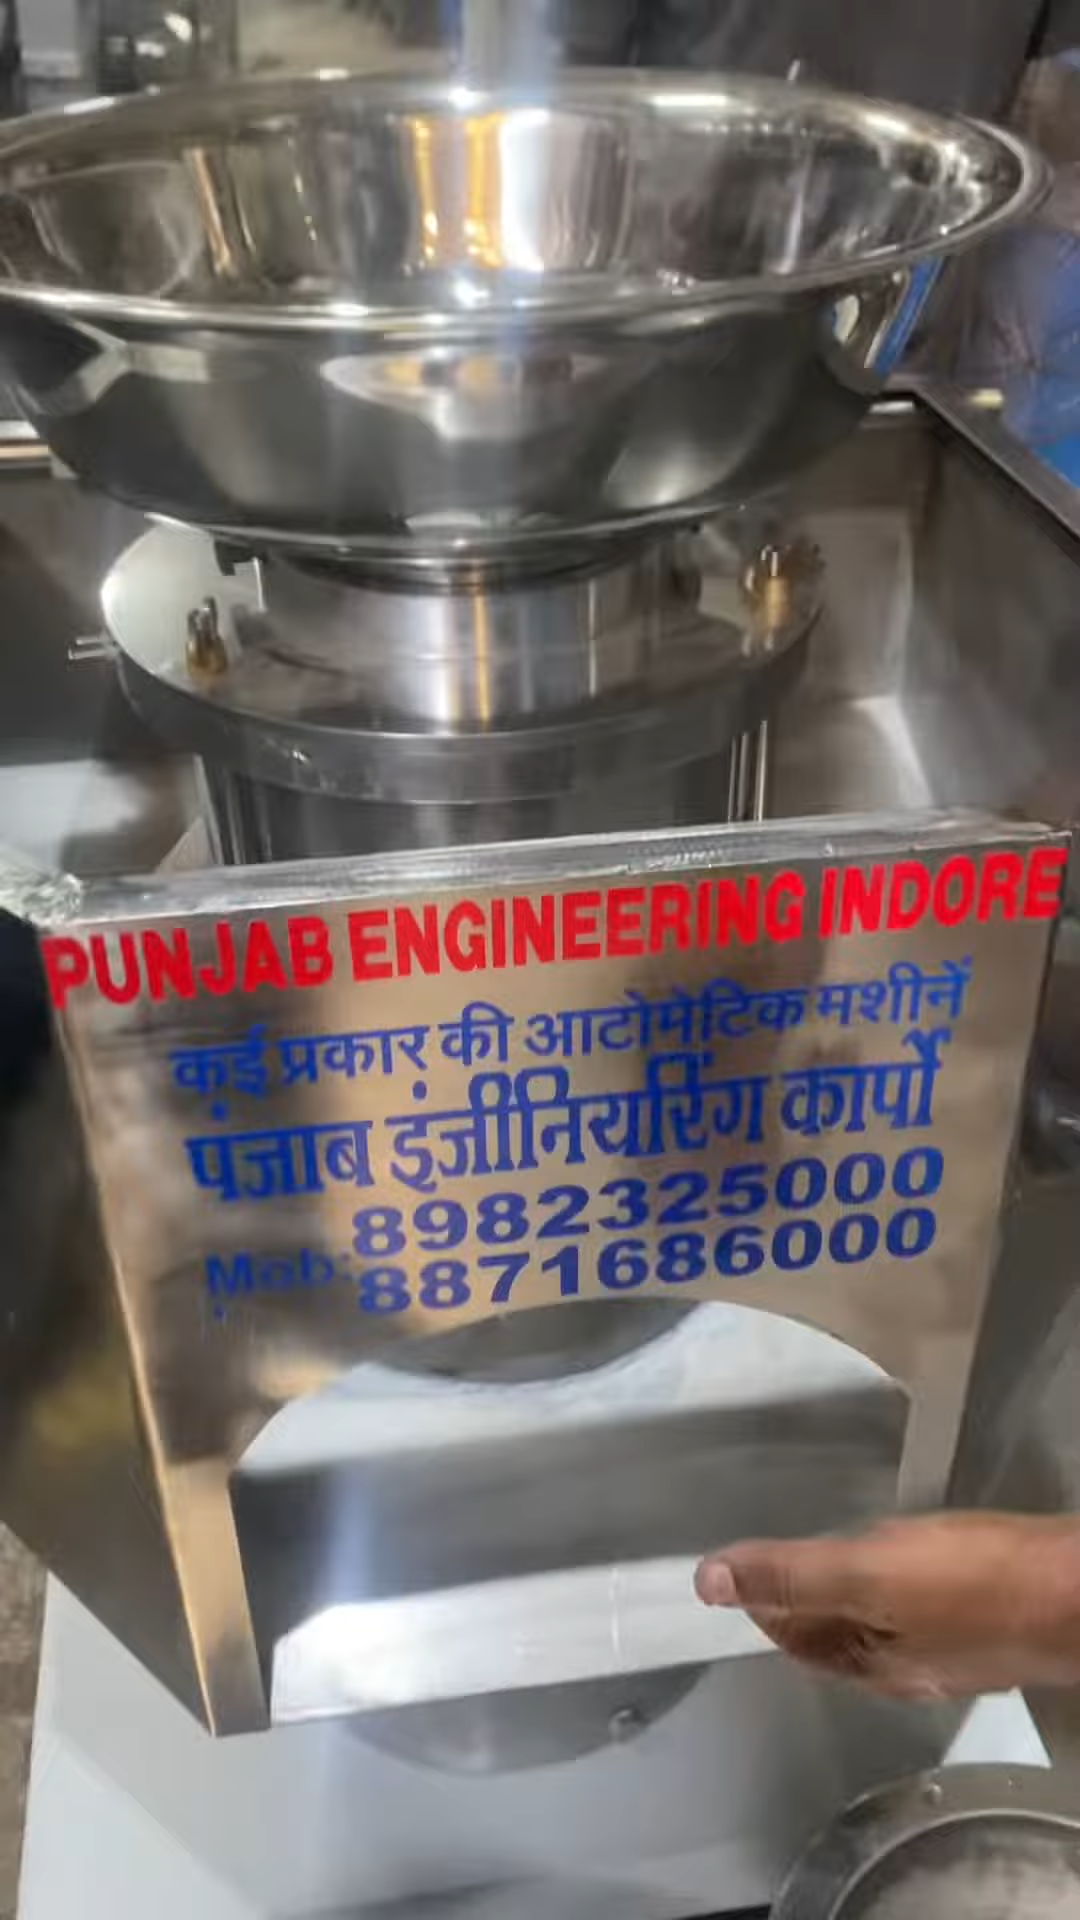 PUNJAB ENGINEERING INDORE
कई प्रकार की आटोमेटिक मशीनें
पंजाब इंजीनियरिंग कार्पो
Mob: 8982325000
8871686000